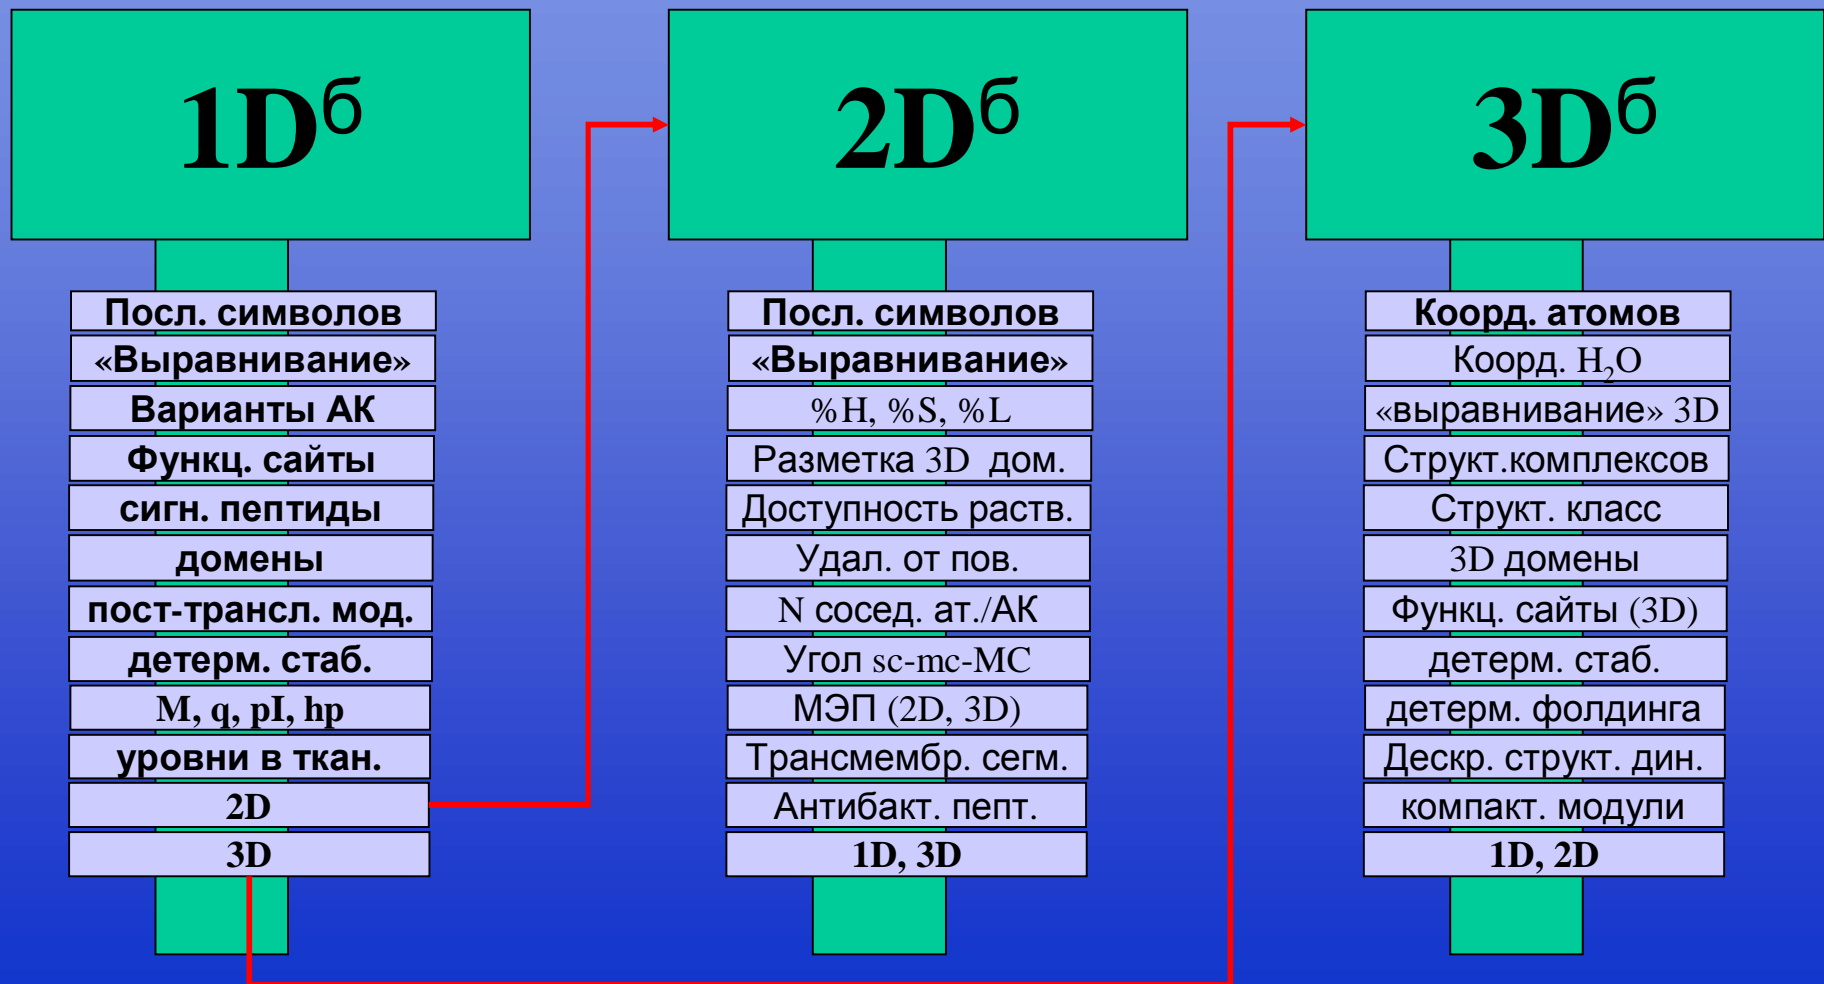 1Dб
Посл. символов
«Выравнивание»
Варианты АК
Функц. сайты
сигн. пептиды
домены
пост-трансл. мод.
детерм. стаб.
M, q, pI, hp
уровни в ткан.
2D
3D
2Dб
Посл. символов
«Выравнивание»
%H, %S, %L
Разметка 3D дом.
Доступность раств.
Удал. от пов.
N сосед. ат./АК
Угол sc-mc-MC
МЭП (2D, 3D)
Трансмембр. сегм.
Антибакт. пепт.
1D, 3D
3Dб
Коорд. атомов
Коорд. H₂O
«выравнивание» 3D
Структ.комплексов
Структ. класс
3D домены
Функц. сайты (3D)
детерм. стаб.
детерм. фолдинга
Дескр. структ. дин.
компакт. модули
1D, 2D